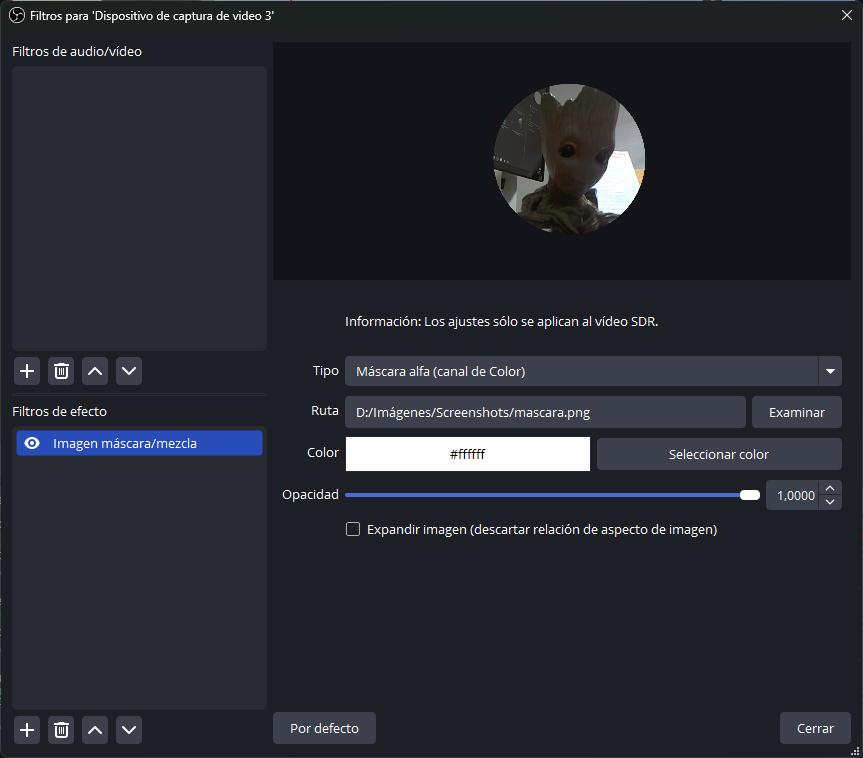 Filtros para 'Dispositivo de captura de video 3'
Filtros de audio/vídeo
Información: Los ajustes sólo se aplican al vídeo SDR.
Tipo Máscara alfa (canal de Color)
Ruta D:/Imágenes/Screenshots/mascara.png Examinar
Filtros de efecto
Imagen máscara/mezcla
Color #ffffff Seleccionar color
Opacidad 1,0000
Expandir imagen (descartar relación de aspecto de imagen)
Por defecto Cerrar